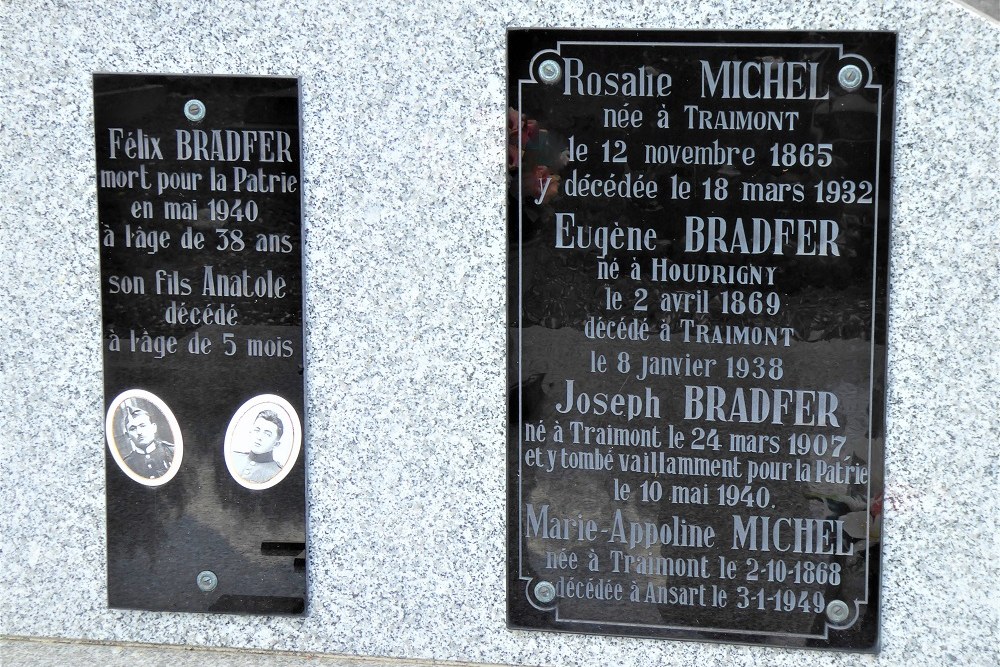 Félix BRADFER
mort pour la Patrie
en mai 1940
à l'âge de 38 ans
son fils Anatole
décédé
à l'âge de 5 mois
Rosalie MICHEL
née à TRAIMONT
le 12 novembre 1865
y décédée le 18 mars 1932
Eugène BRADFER
né à HOUDRIGNY
le 2 avril 1869
décédé à TRAIMONT
le 8 janvier 1938
Joseph BRADFER
né à Traimont le 24 mars 1907,
et y tombé vaillamment pour la Patrie
le 10 mai 1940.
Marie-Appoline MICHEL
née à Traimont le 2-10-1868
décédée à Ansart le 3-1-1949